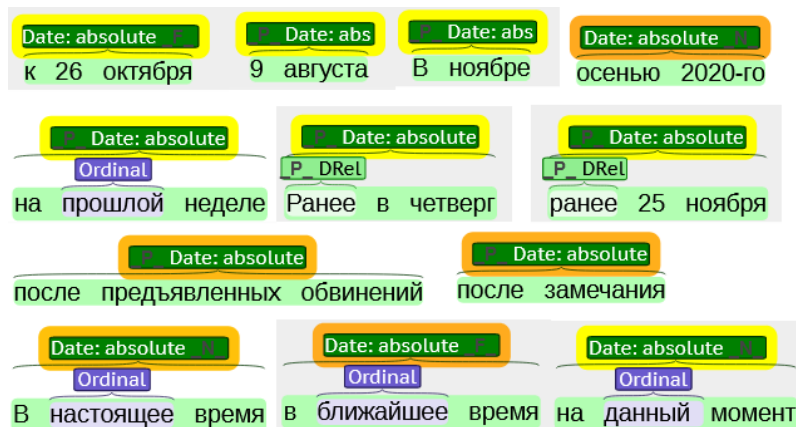 Date: absolute _F_ _P_ Date: abs _P_ Date: abs Date: absolute _N_
к 26 октября 9 августа В ноябре осенью 2020-го
_P_ Date: absolute _P_ Date: absolute _P_ Date: absolute
Ordinal _P_ DRel _P_ DRel
на прошлой неделе Ранее в четверг ранее 25 ноября
_P_ Date: absolute _P_ Date: absolute
после предъявленных обвинений после замечания
Date: absolute _N_ Date: absolute _F_ Date: absolute _N_
Ordinal Ordinal Ordinal
В настоящее время в ближайшее время на данный момент